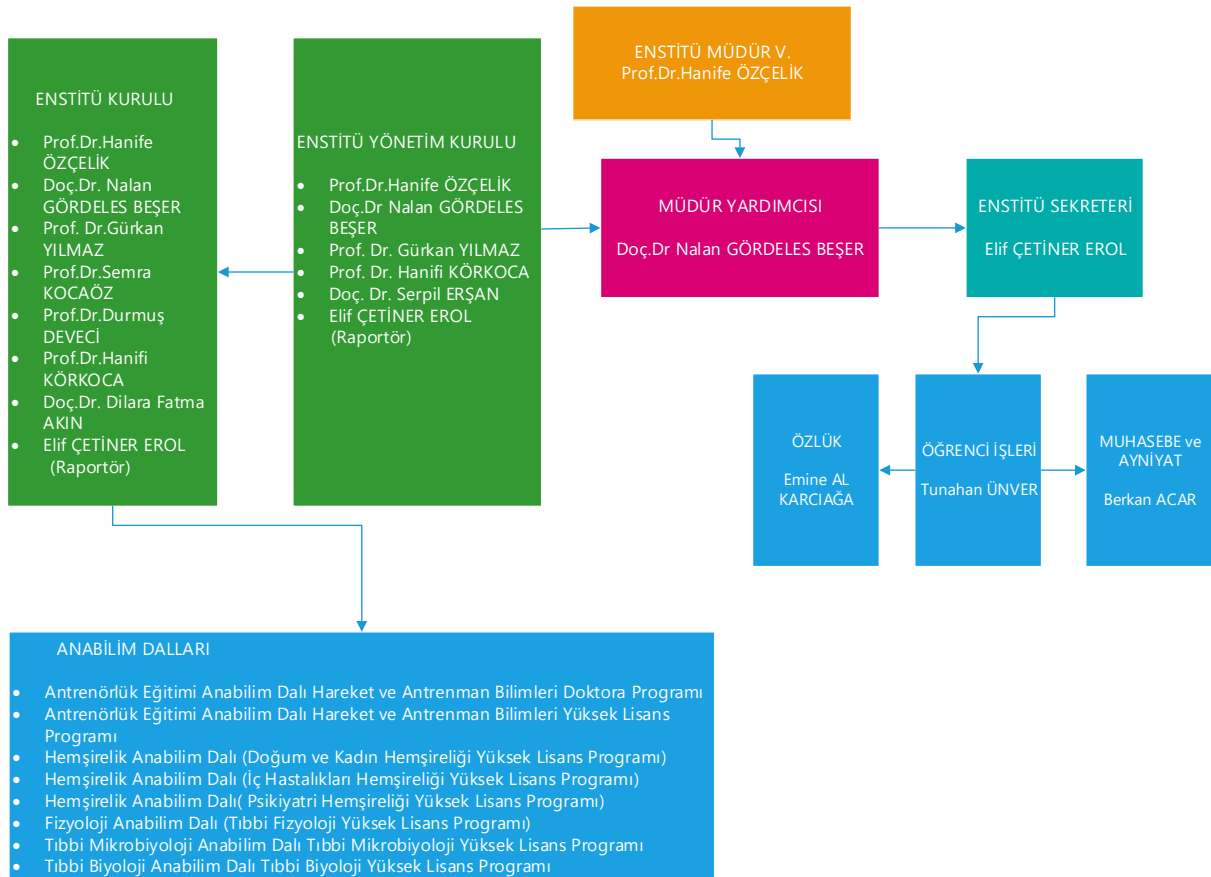 ENSTİTÜ MÜDÜR V.
Prof.Dr.Hanife ÖZÇELİK
ENSTİTÜ KURULU
• Prof.Dr.Hanife
ÖZÇELİK
• Doç.Dr. Nalan
GÖRDELES BEŞER
• Prof. Dr.Gürkan
YILMAZ
• Prof.Dr.Semra
KOCAÖZ
• Prof.Dr.Durmuş
DEVECİ
• Prof.Dr.Hanifi
KÖRKOCA
• Doç.Dr. Dilara Fatma
AKIN
• Elif ÇETİNER EROL
(Raportör)
ENSTİTÜ YÖNETİM KURULU
• Prof.Dr.Hanife ÖZÇELİK
• Doç.Dr Nalan GÖRDELES
BEŞER
• Prof. Dr. Gürkan YILMAZ
• Prof. Dr. Hanifi KÖRKOCA
• Doç. Dr. Serpil ERŞAN
• Elif ÇETİNER EROL
(Raportör)
MÜDÜR YARDIMCISI
Doç.Dr Nalan GÖRDELES BEŞER
ENSTİTÜ SEKRETERİ
Elif ÇETİNER EROL
ÖZLÜK
Emine AL
KARCIAĞA
ÖĞRENCİ İŞLERİ
Tunahan ÜNVER
MUHASEBE ve
AYNİYAT
Berkan ACAR
ANABİLİM DALLARI
• Antrenörlük Eğitimi Anabilim Dalı Hareket ve Antrenman Bilimleri Doktora Programı
• Antrenörlük Eğitimi Anabilim Dalı Hareket ve Antrenman Bilimleri Yüksek Lisans
Programı
• Hemşirelik Anabilim Dalı (Doğum ve Kadın Hemşireliği Yüksek Lisans Programı)
• Hemşirelik Anabilim Dalı (İç Hastalıkları Hemşireliği Yüksek Lisans Programı)
• Hemşirelik Anabilim Dalı( Psikiyatri Hemşireliği Yüksek Lisans Programı)
• Fizyoloji Anabilim Dalı (Tıbbi Fizyoloji Yüksek Lisans Programı)
• Tıbbi Mikrobiyoloji Anabilim Dalı Tıbbi Mikrobiyoloji Yüksek Lisans Programı
• Tıbbi Biyoloji Anabilim Dalı Tıbbi Biyoloji Yüksek Lisans Programı